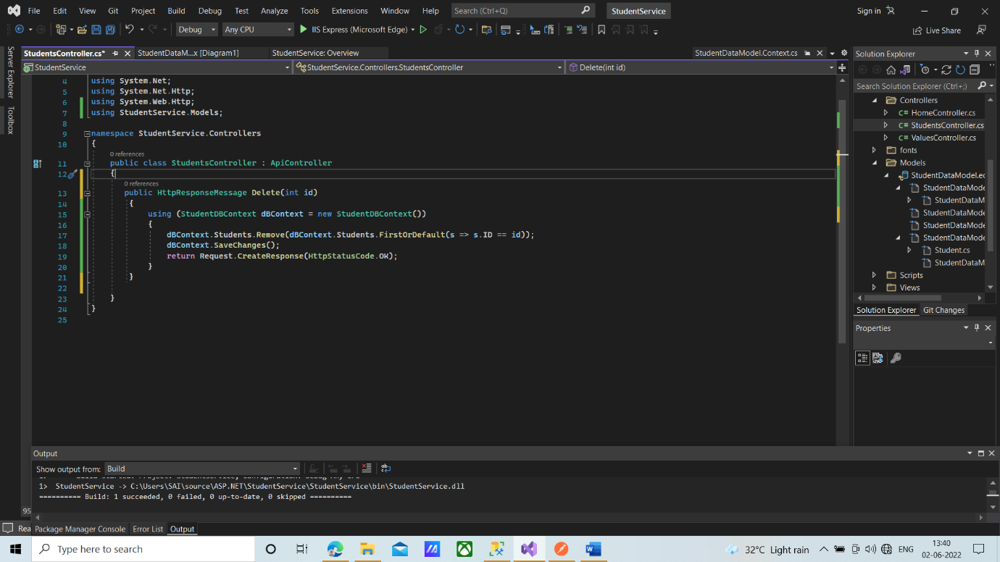 File Edit View Git Project Build Debug Test Analyze Tools Extensions Window Help Search (Ctrl+Q) StudentService Sign in
Debug Any CPU IIS Express (Microsoft Edge) Live Share
StudentsController.cs* StudentDataM...x [Diagram1] StudentService: Overview StudentDataModel.Context.cs
StudentService StudentService.Controllers.StudentsController Delete(int id)
Server Explorer
Toolbox
4 using System.Net;
5 using System.Net.Http;
6 using System.Web.Http;
7 using StudentService.Models;
8
9 namespace StudentService.Controllers
10 {
0 references
11 public class StudentsController : ApiController
12 {
0 references
13 public HttpResponseMessage Delete(int id)
14 {
15 using (StudentDBContext dBContext = new StudentDBContext())
16 {
17 dBContext.Students.Remove(dBContext.Students.FirstOrDefault(s => s.ID == id));
18 dBContext.SaveChanges();
19 return Request.CreateResponse(HttpStatusCode.OK);
20 }
21 }
22
23 }
24 }
25
95
Solution Explorer
Search Solution Explorer (Ctrl+;)
Controllers
C# HomeController.cs
C# StudentsController.cs
C# ValuesController.cs
fonts
Models
StudentDataModel.ed
StudentDataMode
StudentDataM
StudentDataMode
StudentDataMode
StudentDataMode
Student.cs
StudentDataM
Scripts
Views
Solution Explorer Git Changes
Properties
Output
Show output from: Build
1> StudentService -> C:\Users\SAI\source\ASP.NET\StudentService\StudentService\bin\StudentService.dll
========== Build: 1 succeeded, 0 failed, 0 up-to-date, 0 skipped ==========
Rea Package Manager Console Error List Output
Type here to search 32°C Light rain ENG 13:40
02-06-2022